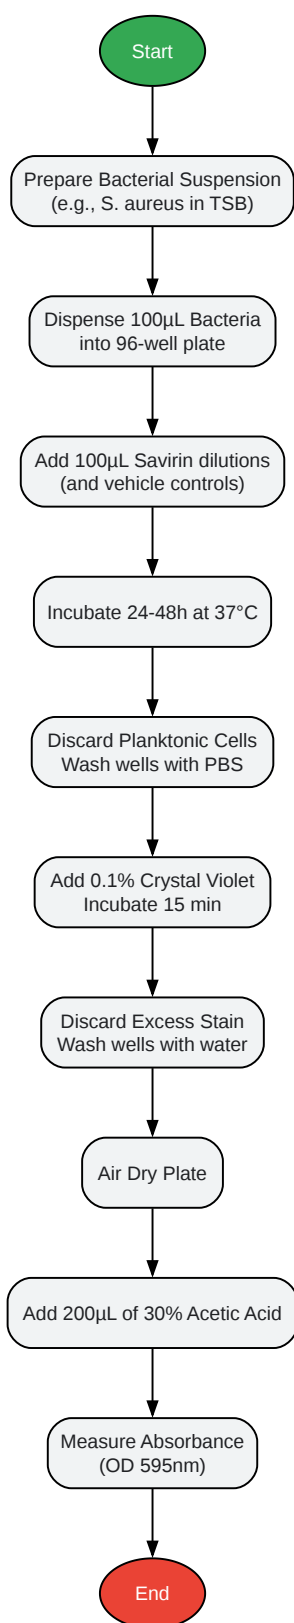 Start
Prepare Bacterial Suspension
(e.g., S. aureus in TSB)
Dispense 100µL Bacteria
into 96-well plate
Add 100µL Savirin dilutions
(and vehicle controls)
Incubate 24-48h at 37°C
Discard Planktonic Cells
Wash wells with PBS
Add 0.1% Crystal Violet
Incubate 15 min
Discard Excess Stain
Wash wells with water
Air Dry Plate
Add 200µL of 30% Acetic Acid
Measure Absorbance
(OD 595nm)
End